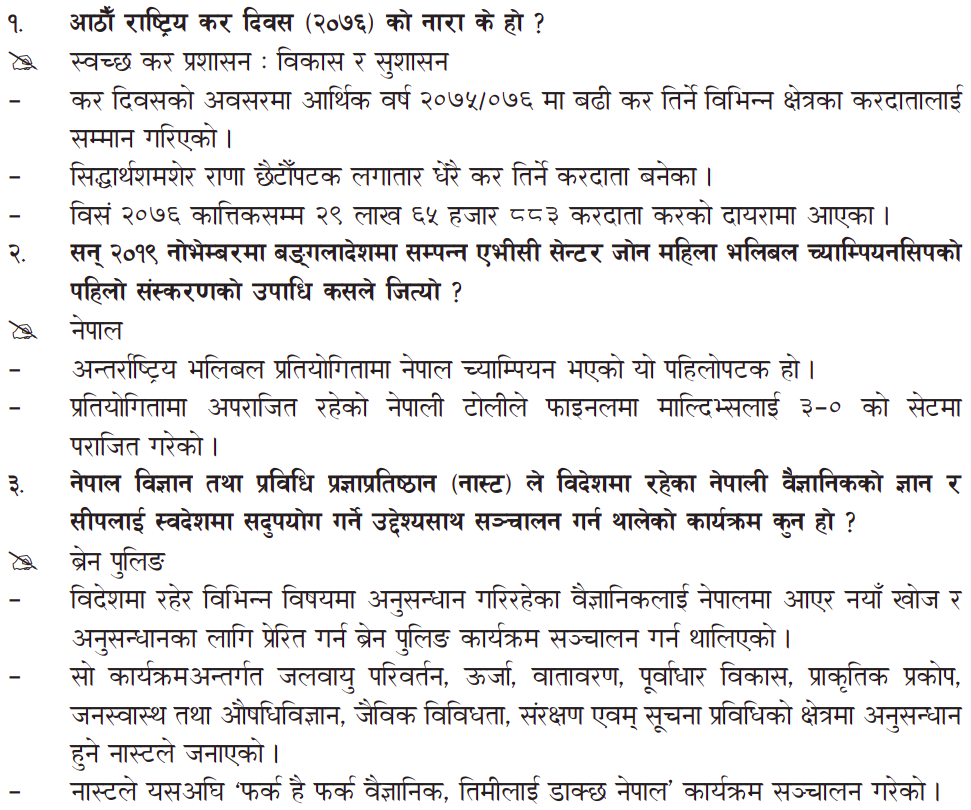 १. आठौँ राष्ट्रिय कर दिवस (२०७६) को नारा के हो ?
स्वच्छ कर प्रशासन : विकास र सुशासन
– कर दिवसको अवसरमा आर्थिक वर्ष २०७५/०७६ मा बढी कर तिर्ने विभिन्न क्षेत्रका करदातालाई
सम्मान गरिएको ।
– सिद्धार्थशमशेर राणा छैटौँपटक लगातार धेरै कर तिर्ने करदाता बनेका ।
– विसं २०७६ कात्तिकसम्म २९ लाख ६५ हजार ८८३ करदाता करको दायरामा आएका ।
२. सन् २०१९ नोभेम्बरमा बङ्गलादेशमा सम्पन्न एभीसी सेन्टर जोन महिला भलिबल च्याम्पियनसिपको
पहिलो संस्करणको उपाधि कसले जित्यो ?
नेपाल
– अन्तर्राष्ट्रिय भलिबल प्रतियोगितामा नेपाल च्याम्पियन भएको यो पहिलोपटक हो ।
– प्रतियोगितामा अपराजित रहेको नेपाली टोलीले फाइनलमा माल्दिभ्सलाई ३–० को सेटमा
पराजित गरेको ।
३. नेपाल विज्ञान तथा प्रविधि प्रज्ञाप्रतिष्ठान (नास्ट) ले विदेशमा रहेका नेपाली वैज्ञानिकको ज्ञान र
सीपलाई स्वदेशमा सदुपयोग गर्ने उद्देश्यसाथ सञ्चालन गर्न थालेको कार्यक्रम कुन हो ?
ब्रेन पुलिङ
– विदेशमा रहेर विभिन्न विषयमा अनुसन्धान गरिरहेका वैज्ञानिकलाई नेपालमा आएर नयाँ खोज र
अनुसन्धानका लागि प्रेरित गर्न ब्रेन पुलिङ कार्यक्रम सञ्चालन गर्न थालिएको ।
– सो कार्यक्रमअन्तर्गत जलवायु परिवर्तन, ऊर्जा, वातावरण, पूर्वाधार विकास, प्राकृतिक प्रकोप,
जनस्वास्थ तथा औषधिविज्ञान, जैविक विविधता, संरक्षण एवम् सूचना प्रविधिको क्षेत्रमा अनुसन्धान
हुने नास्टले जनाएको ।
– नास्टले यसअघि ‘फर्क है फर्क वैज्ञानिक, तिमीलाई डाक्छ नेपाल’ कार्यक्रम सञ्चालन गरेको ।